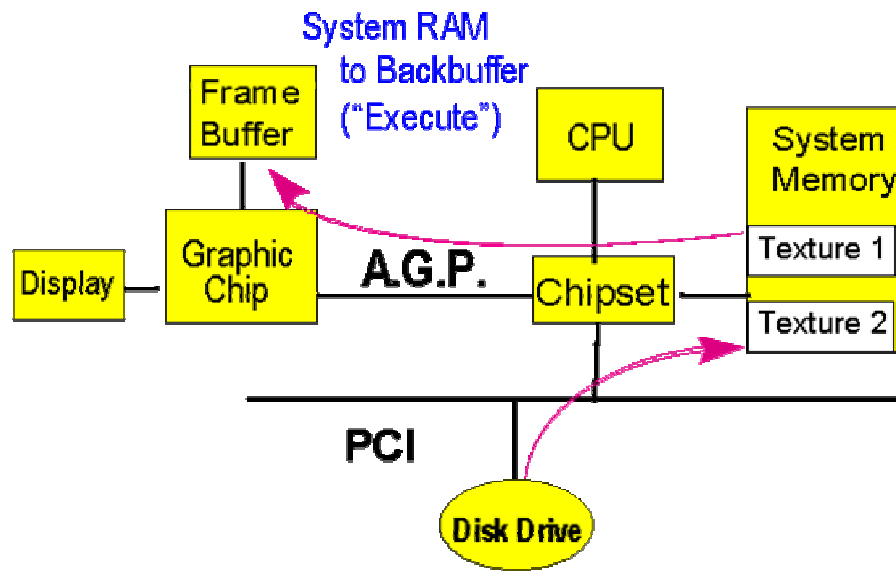 System RAM
to Backbuffer
("Execute")
Frame
Buffer
CPU
System
Memory
Texture 1
Graphic
Chip
Display
A.G.P.
Chipset
Texture 2
PCI
Disk Drive